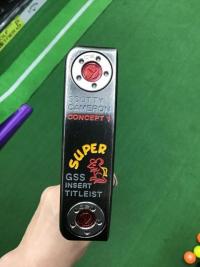 SCOTTY
CAMERON
CONCEPT 1
SUPER
GSS
INSERT
TITLEIST